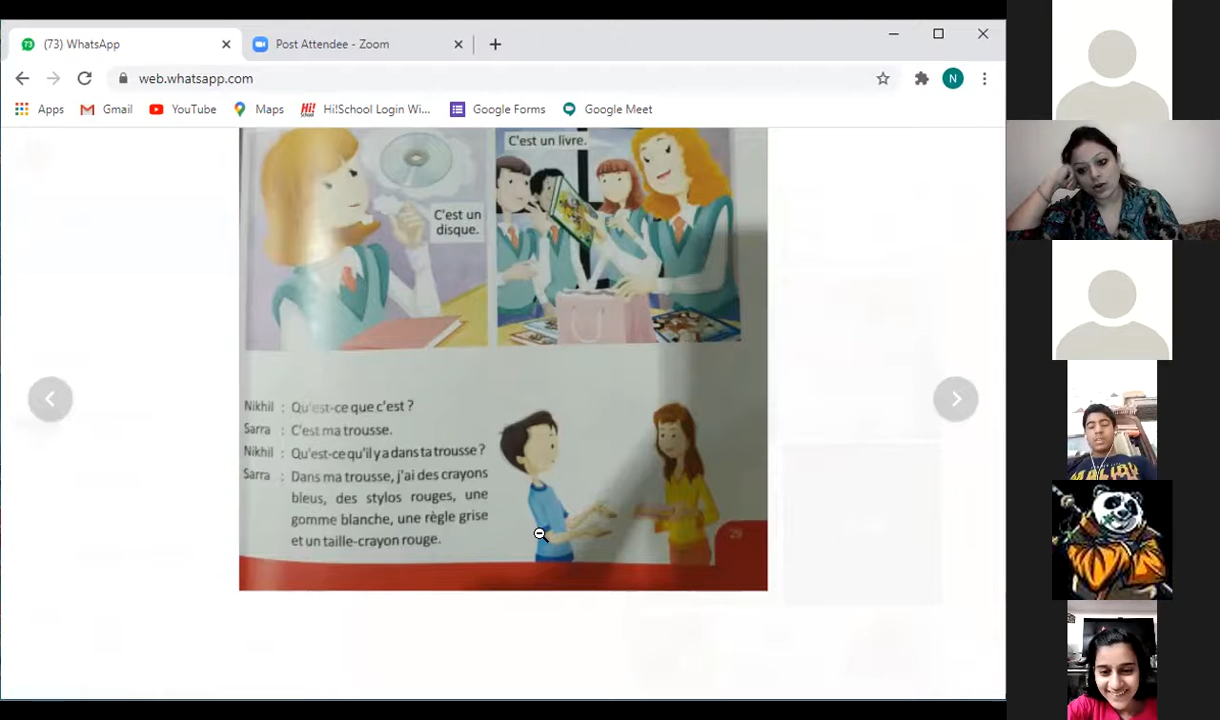 (73) WhatsApp
Post Attendee - Zoom
web.whatsapp.com
N
Apps
Gmail
YouTube
Maps
Hi! Hi!School Login Wi...
Google Forms
Google Meet
C'est un
disque.
C'est un livre.
Nikhil : Qu'est-ce que c'est ?
Sarra : C'est ma trousse.
Nikhil : Qu'est-ce qu'il y a dans ta trousse ?
Sarra : Dans ma trousse, j'ai des crayons
bleus, des stylos rouges, une
gomme blanche, une règle grise
et un taille-crayon rouge.
29